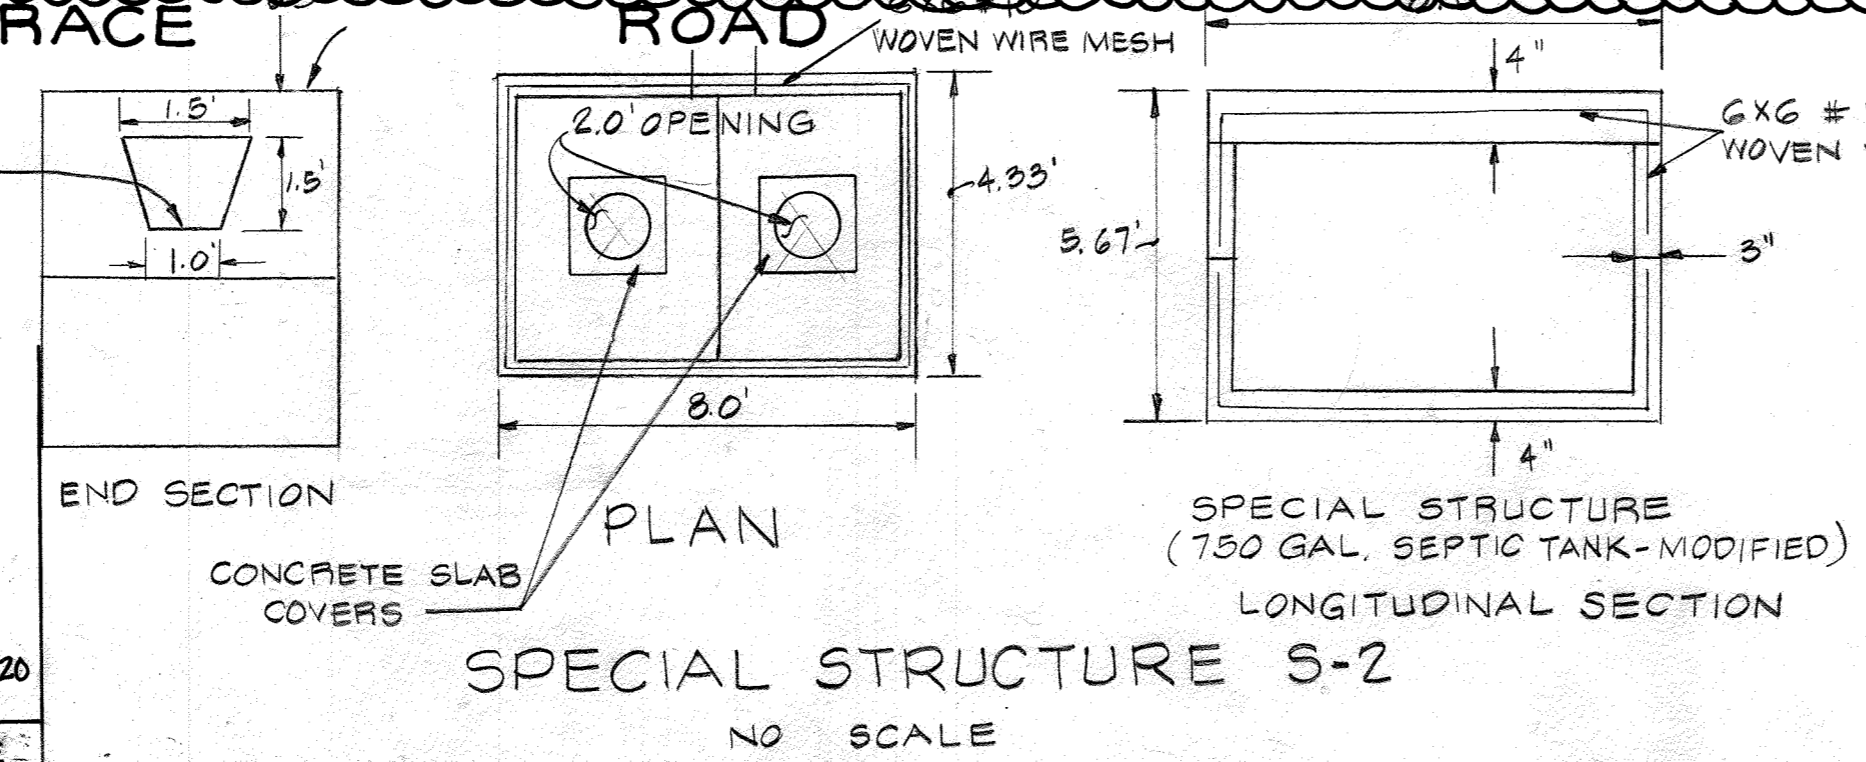 RACE
ROAD
WOVEN WIRE MESH
4"
1.5'
2.0' OPENING
6X6 #
WOVEN
1.5'
4.33'
5.67'
3"
1.0'
8.0'
4"
END SECTION
PLAN
SPECIAL STRUCTURE
(750 GAL. SEPTIC TANK-MODIFIED)
CONCRETE SLAB
COVERS
LONGITUDINAL SECTION
20
SPECIAL STRUCTURE S-2
NO SCALE